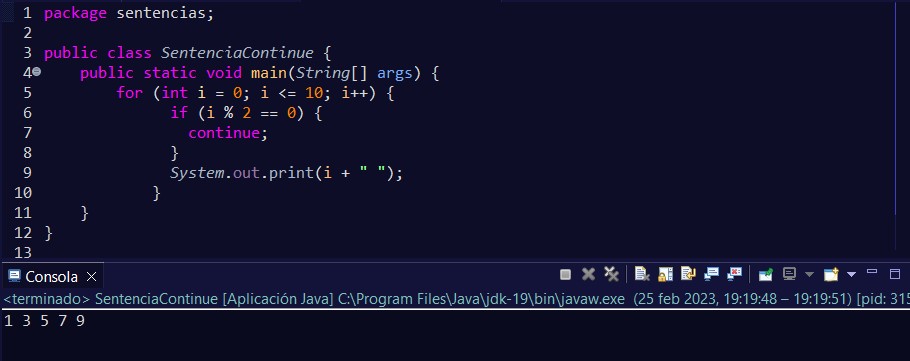 1 package sentencias;
2
3 public class SentenciaContinue {
4     public static void main(String[] args) {
5         for (int i = 0; i <= 10; i++) {
6               if (i % 2 == 0) {
7                 continue;
8               }
9               System.out.print(i + " ");
10            }
11    }
12 }
13
Consola
<terminado> SentenciaContinue [Aplicación Java] C:\Program Files\Java\jdk-19\bin\javaw.exe (25 feb 2023, 19:19:48 – 19:19:51) [pid: 315
1 3 5 7 9